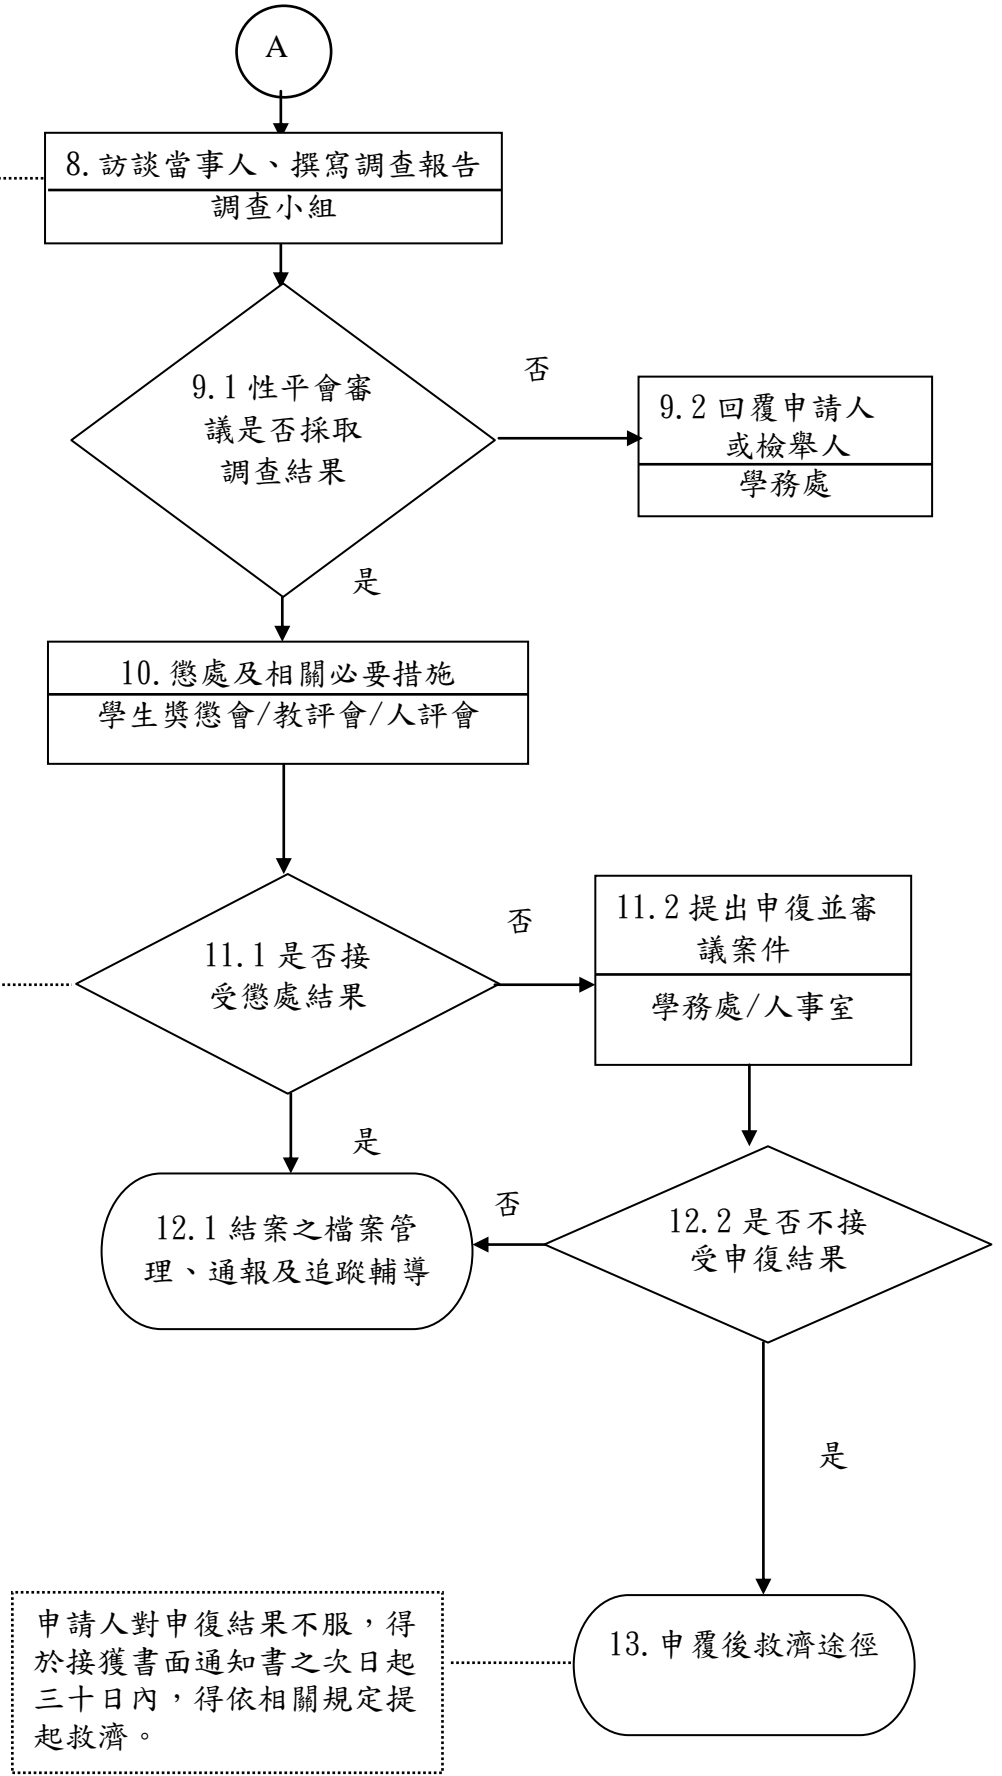 A
8.訪談當事人、撰寫調查報告
調查小組
9.1 性平會審
議是否採取
調查結果
否
9.2 回覆申請人
或檢舉人
學務處
是
10.懲處及相關必要措施
學生獎懲會/教評會/人評會
11.1 是否接
受懲處結果
否
11.2 提出申復並審
議案件
學務處/人事室
是
12.1 結案之檔案管
理、通報及追蹤輔導
否
12.2 是否不接
受申復結果
是
申請人對申復結果不服，得
於接獲書面通知書之次日起
三十日內，得依相關規定提
起救濟。
13.申覆後救濟途徑